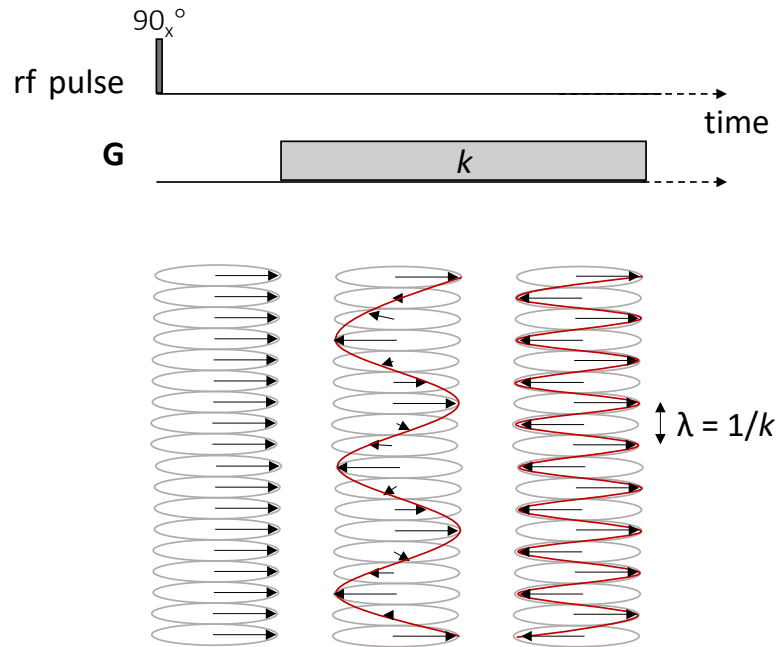 90ₓ°
rf pulse
time
G
k
λ = 1/k